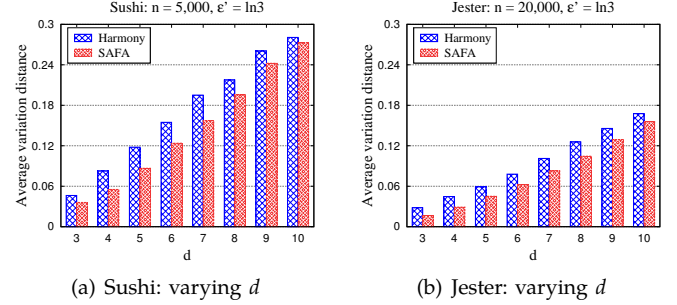 Sushi: n = 5,000, ε' = ln3
Average variation distance
0.3
0.24
0.18
0.12
0.06
0
Harmony
SAFA
3 4 5 6 7 8 9 10
d
(a) Sushi: varying d
Jester: n = 20,000, ε' = ln3
Average variation distance
0.3
0.24
0.18
0.12
0.06
0
Harmony
SAFA
3 4 5 6 7 8 9 10
d
(b) Jester: varying d